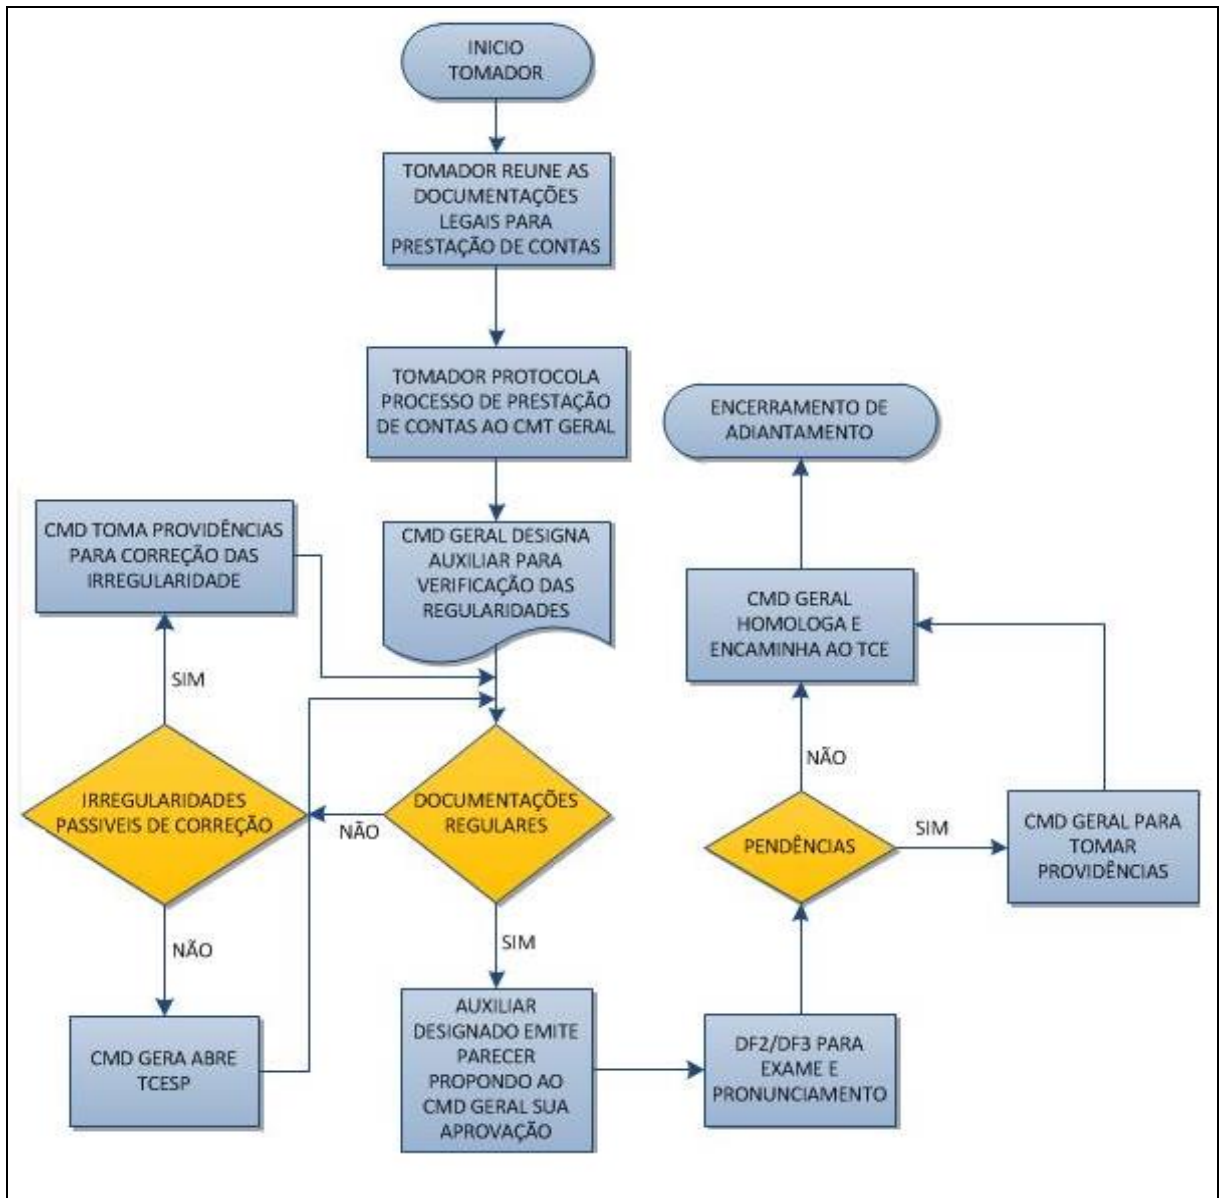 INICIO
TOMADOR
TOMADOR REUNE AS
DOCUMENTAÇÕES
LEGAIS PARA
PRESTAÇÃO DE CONTAS
TOMADOR PROTOCOLA
PROCESSO DE PRESTAÇÃO
DE CONTAS AO CMT GERAL
ENCERRAMENTO DE
ADIANTAMENTO
CMD TOMA PROVIDÊNCIAS
PARA CORREÇÃO DAS
IRREGULARIDADE
CMD GERAL DESIGNA
AUXILIAR PARA
VERIFICAÇÃO DAS
REGULARIDADES
CMD GERAL
HOMOLOGA E
ENCAMINHA AO TCE
SIM
IRREGULARIDADES
PASSIVEIS DE CORREÇÃO
NÃO
DOCUMENTAÇÕES
REGULARES
NÃO
PENDÊNCIAS
SIM
CMD GERAL PARA
TOMAR
PROVIDÊNCIAS
NÃO
SIM
CMD GERA ABRE
TCESP
AUXILIAR
DESIGNADO EMITE
PARECER
PROPONDO AO
CMD GERAL SUA
APROVAÇÃO
DF2/DF3 PARA
EXAME E
PRONUNCIAMENTO